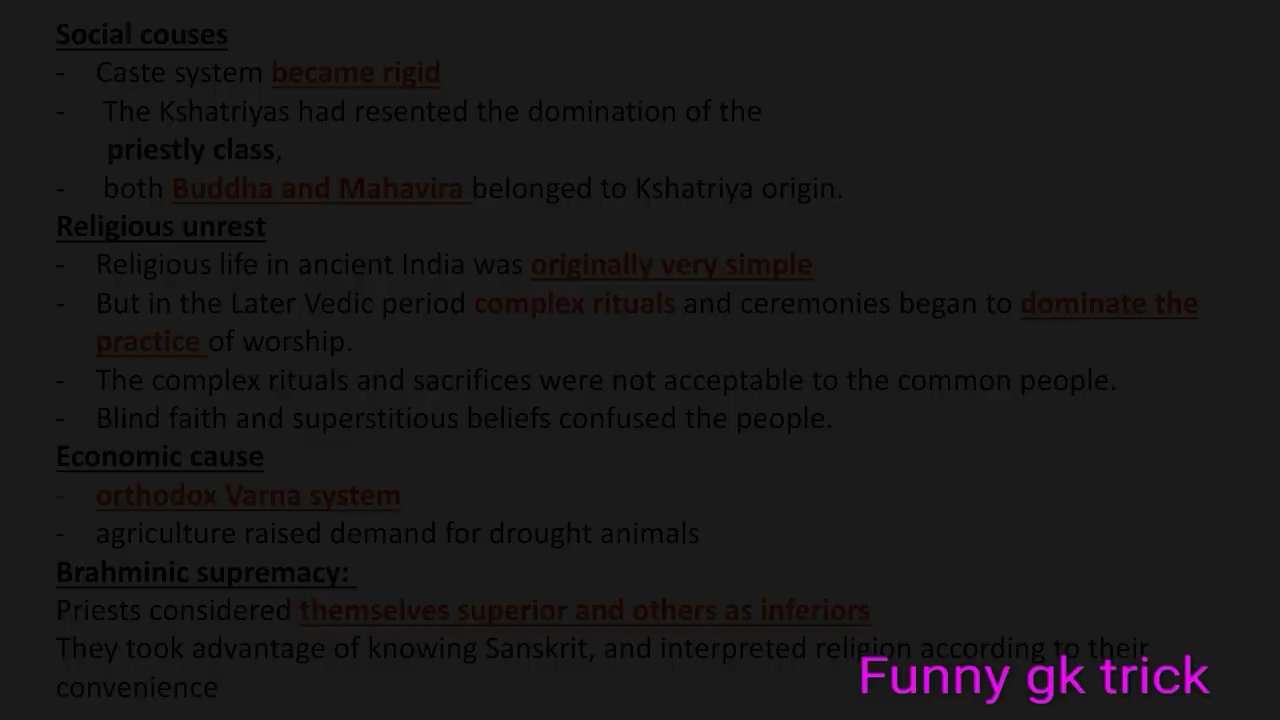 Social couses
- Caste system became rigid
- The Kshatriyas had resented the domination of the
priestly class,
- both Buddha and Mahavira belonged to Kshatriya origin.
Religious unrest
- Religious life in ancient India was originally very simple
- But in the Later Vedic period complex rituals and ceremonies began to dominate the
practice of worship.
- The complex rituals and sacrifices were not acceptable to the common people.
- Blind faith and superstitious beliefs confused the people.
Economic cause
- orthodox Varna system
- agriculture raised demand for drought animals
Brahminic supremacy:
Priests considered themselves superior and others as inferiors
They took advantage of knowing Sanskrit, and interpreted religion according to their
convenience
Funny gk trick